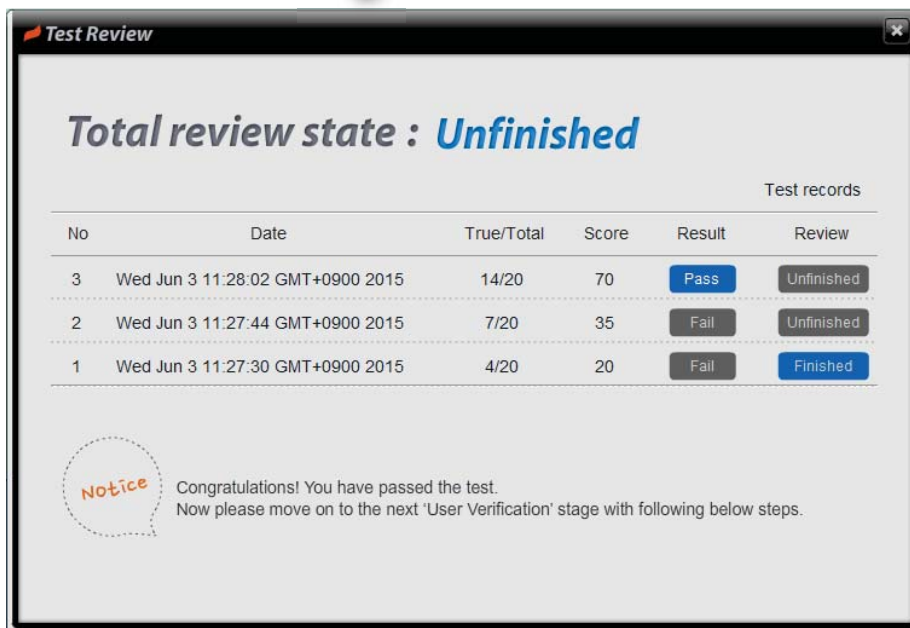 Test Review
Total review state : Unfinished
Test records
No Date True/Total Score Result Review
3 Wed Jun 3 11:28:02 GMT+0900 2015 14/20 70 Pass Unfinished
2 Wed Jun 3 11:27:44 GMT+0900 2015 7/20 35 Fail Unfinished
1 Wed Jun 3 11:27:30 GMT+0900 2015 4/20 20 Fail Finished
Notice
Congratulations! You have passed the test.
Now please move on to the next ‘User Verification’ stage with following below steps.